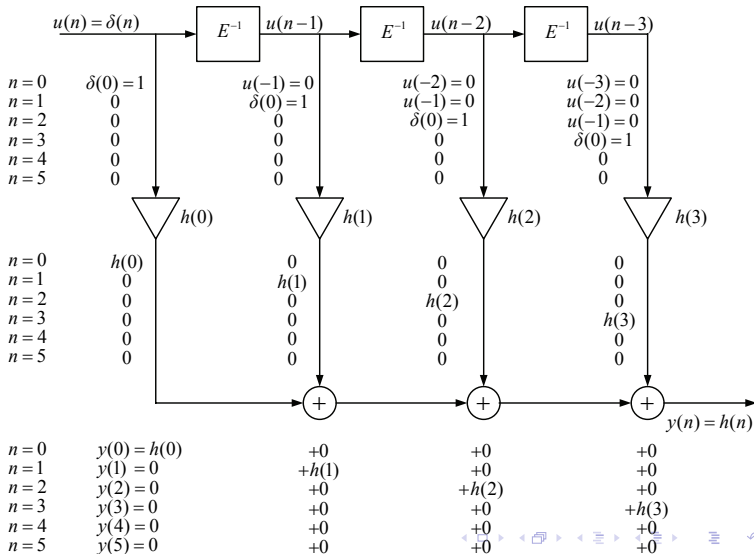 u(n) = δ(n) E⁻¹ u(n−1) E⁻¹ u(n−2) E⁻¹ u(n−3)
n = 0 δ(0) = 1 u(−1) = 0 u(−2) = 0 u(−3) = 0
n = 1 0 δ(0) = 1 u(−1) = 0 u(−2) = 0
n = 2 0 0 δ(0) = 1 u(−1) = 0
n = 3 0 0 0 δ(0) = 1
n = 4 0 0 0 0
n = 5 0 0 0 0
h(0) h(1) h(2) h(3)
n = 0 h(0) 0 0 0
n = 1 0 h(1) 0 0
n = 2 0 0 h(2) 0
n = 3 0 0 0 h(3)
n = 4 0 0 0 0
n = 5 0 0 0 0
+ + +
y(n) = h(n)
n = 0 y(0) = h(0) +0 +0 +0
n = 1 y(1) = 0 +h(1) +0 +0
n = 2 y(2) = 0 +0 +h(2) +0
n = 3 y(3) = 0 +0 +0 +h(3)
n = 4 y(4) = 0 +0 +0 +0
n = 5 y(5) = 0 +0 +0 +0